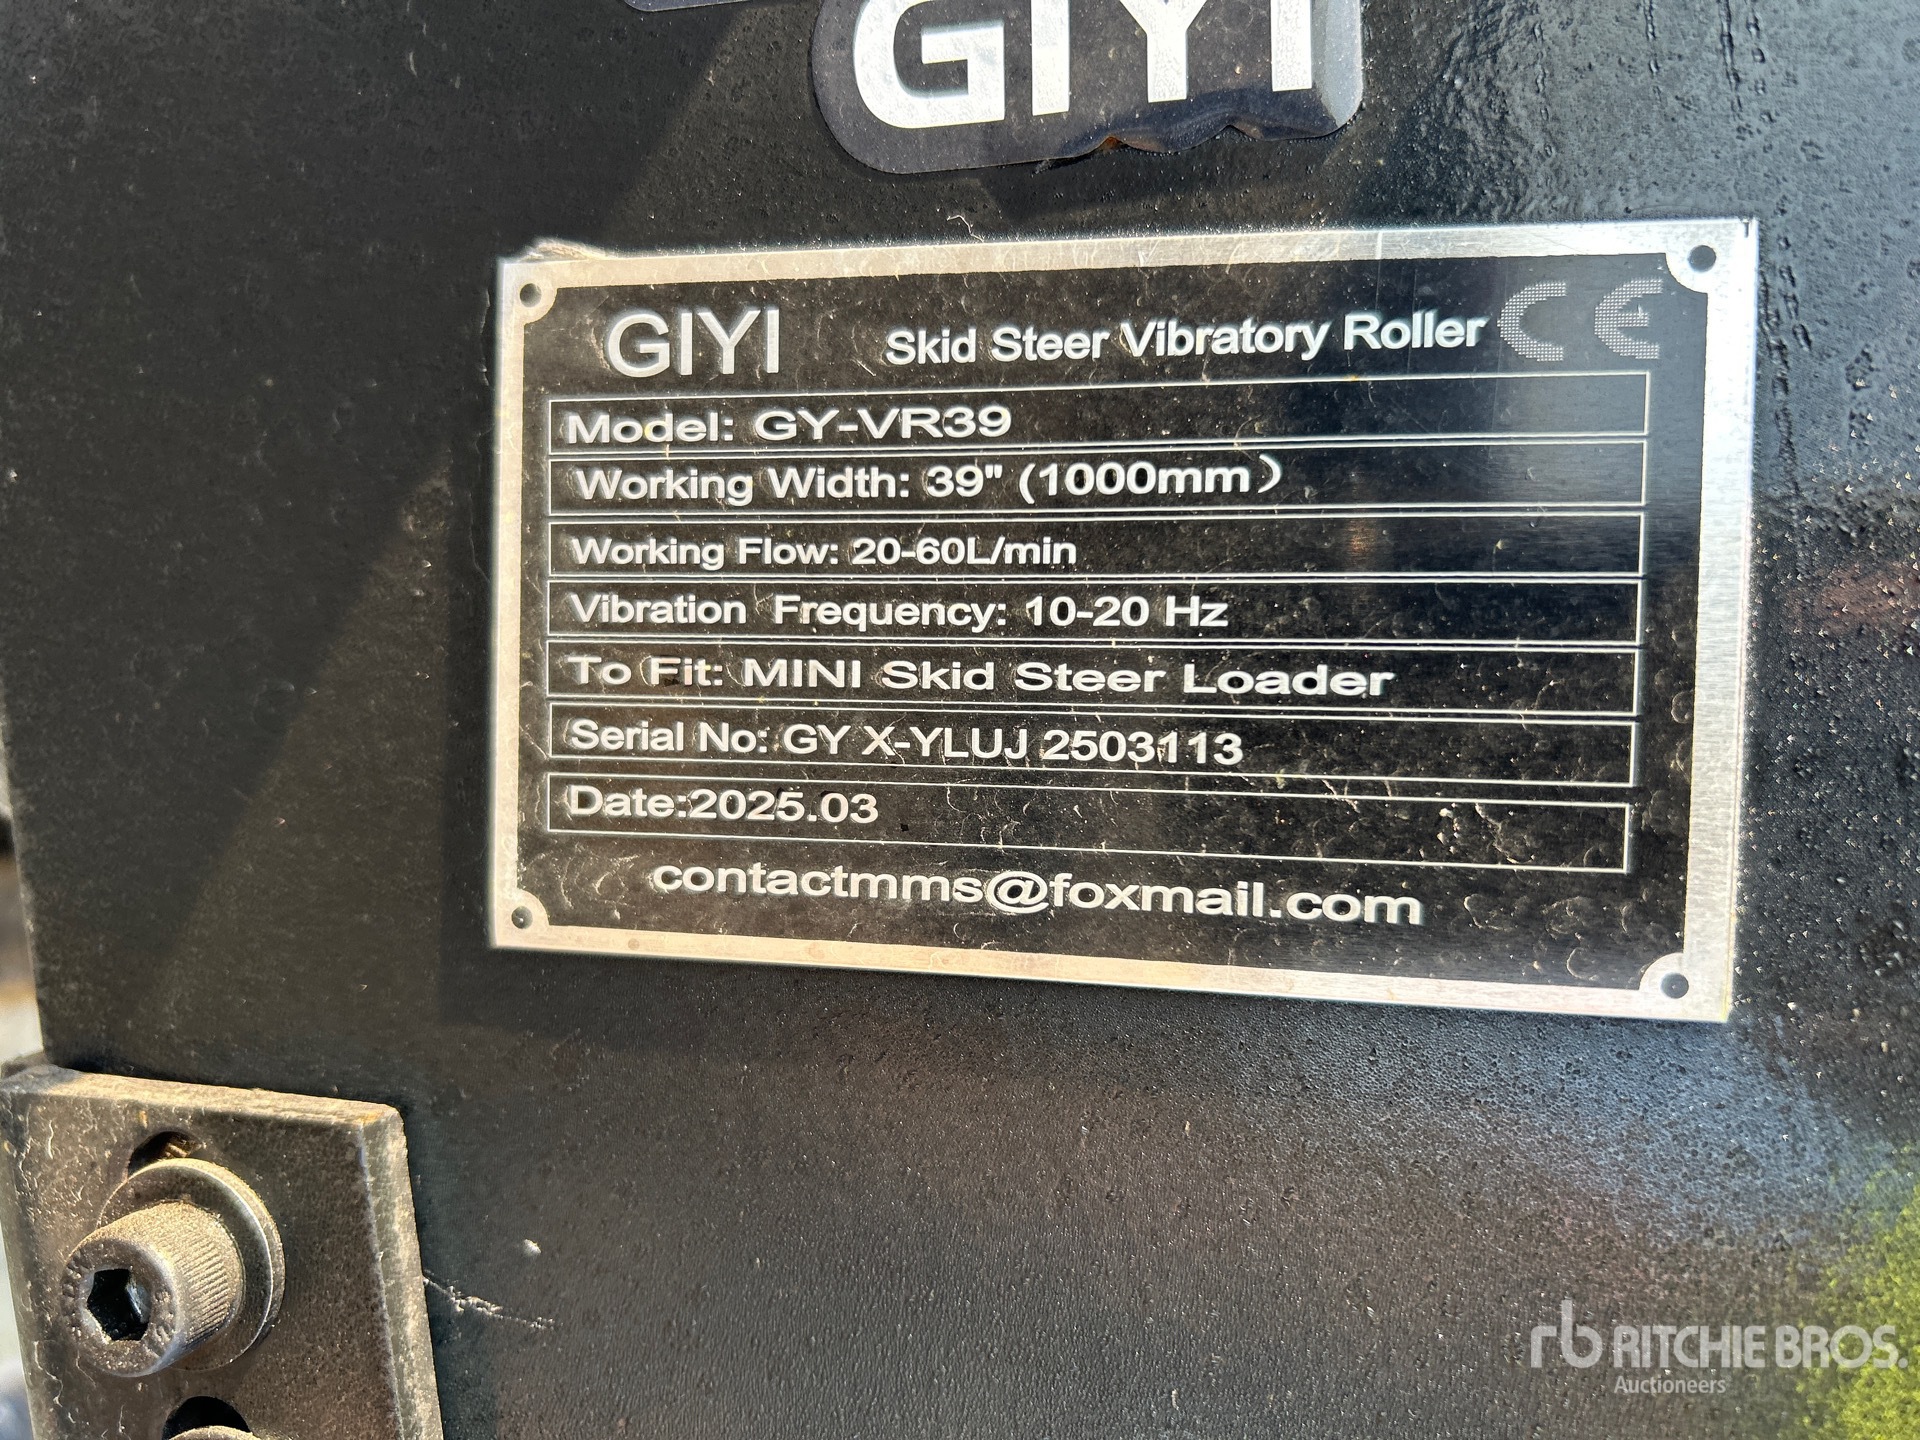 GIYI
GIYI Skid Steer Vibratory Roller CE
Model: GY-VR39
Working Width: 39" (1000mm）
Working Flow: 20-60L/min
Vibration Frequency: 10-20 Hz
To Fit: MINI Skid Steer Loader
Serial No: GY X-YLUJ 2503113
Date:2025.03
contactmms@foxmail.com
rb RITCHIE BROS.
Auctioneers